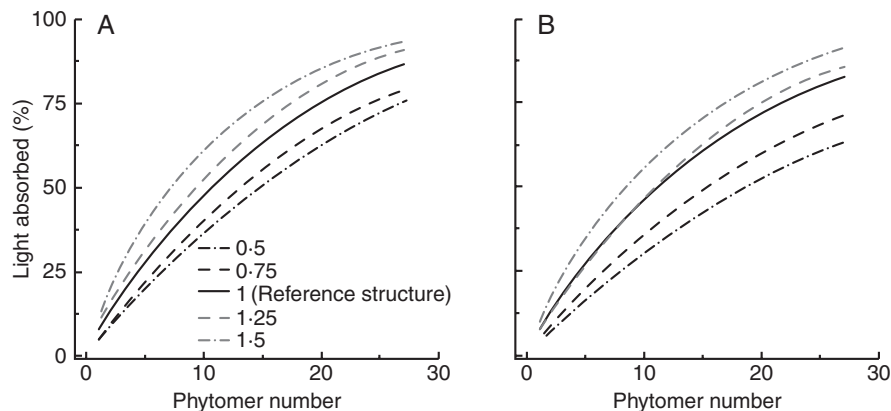 A
B
Light absorbed (%)
100
75
50
25
0
0·5
0·75
1 (Reference structure)
1·25
1·5
0 10 20 30
0 10 20 30
Phytomer number
Phytomer number